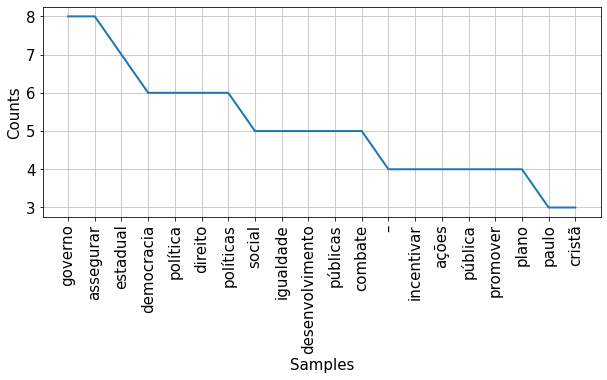 8
7
6
5
4
3
Counts
governo
assegurar
estadual
democracia
política
direito
políticas
social
igualdade
desenvolvimento
públicas
combate
–
incentivar
ações
pública
promover
plano
paulo
cristã
Samples